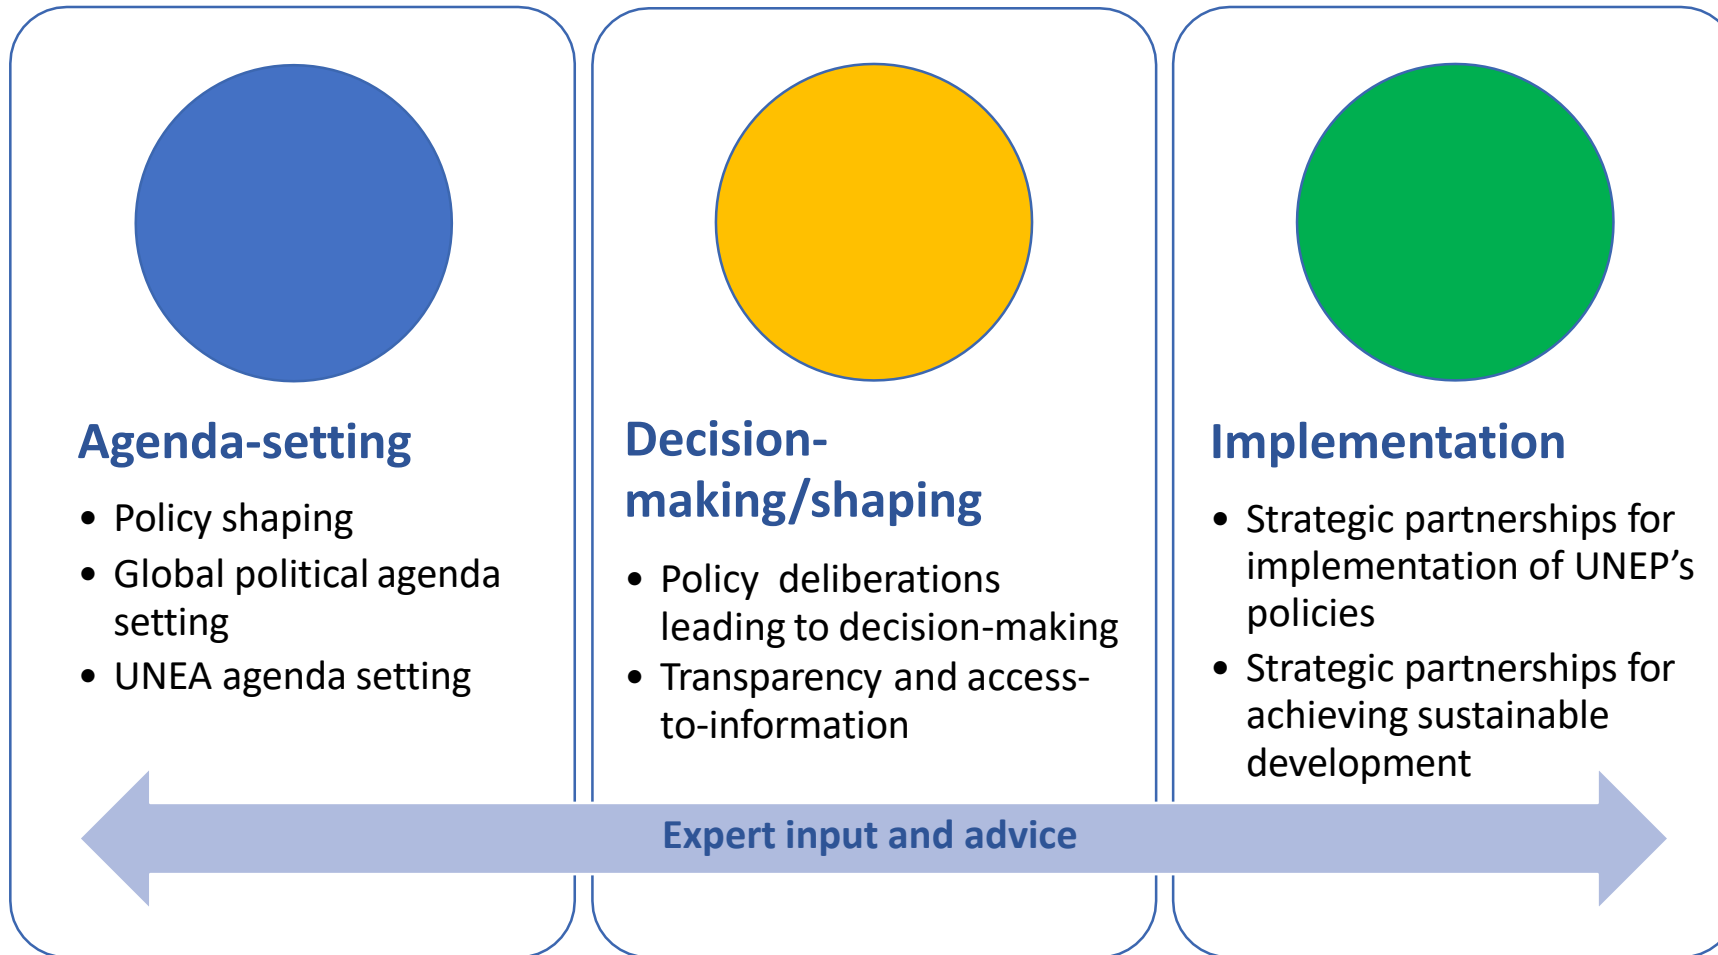 Agenda-setting
• Policy shaping
• Global political agenda
setting
• UNEA agenda setting
Decision-
making/shaping
• Policy  deliberations
leading to decision-making
• Transparency and access-
to-information
Implementation
• Strategic partnerships for
implementation of UNEP’s
policies
• Strategic partnerships for
achieving sustainable
development
Expert input and advice